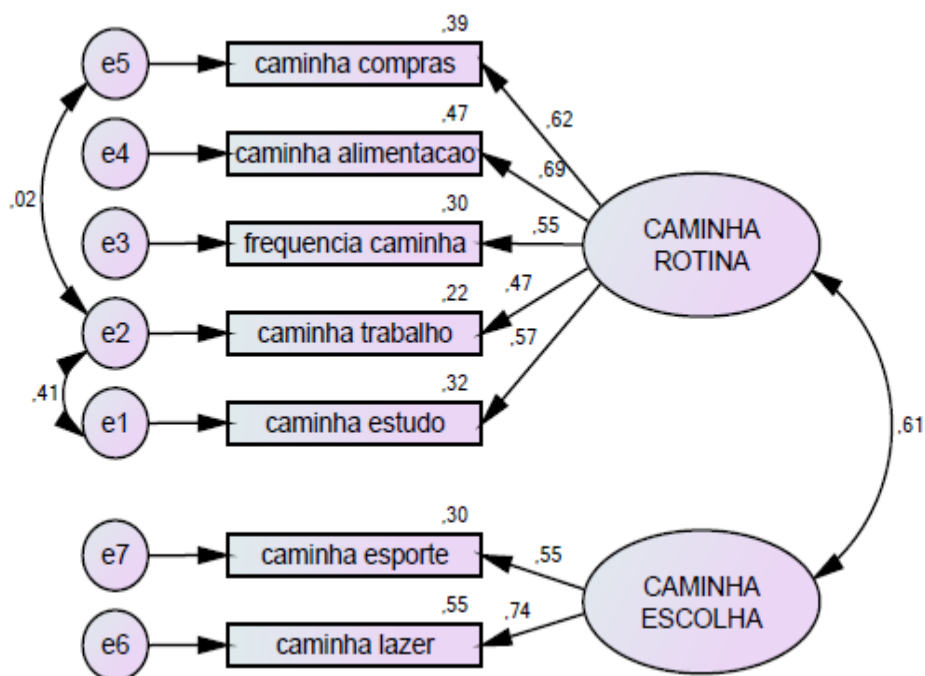 ,39
e5
caminha compras
,62
,47
e4
caminha alimentacao
,69
,02
,30
e3
frequência caminha
,55
CAMINHA
ROTINA
,22
e2
caminha trabalho
,47
,57
,41
,32
e1
caminha estudo
,61
,30
e7
caminha esporte
,55
CAMINHA
ESCOLHA
,55
e6
caminha lazer
,74